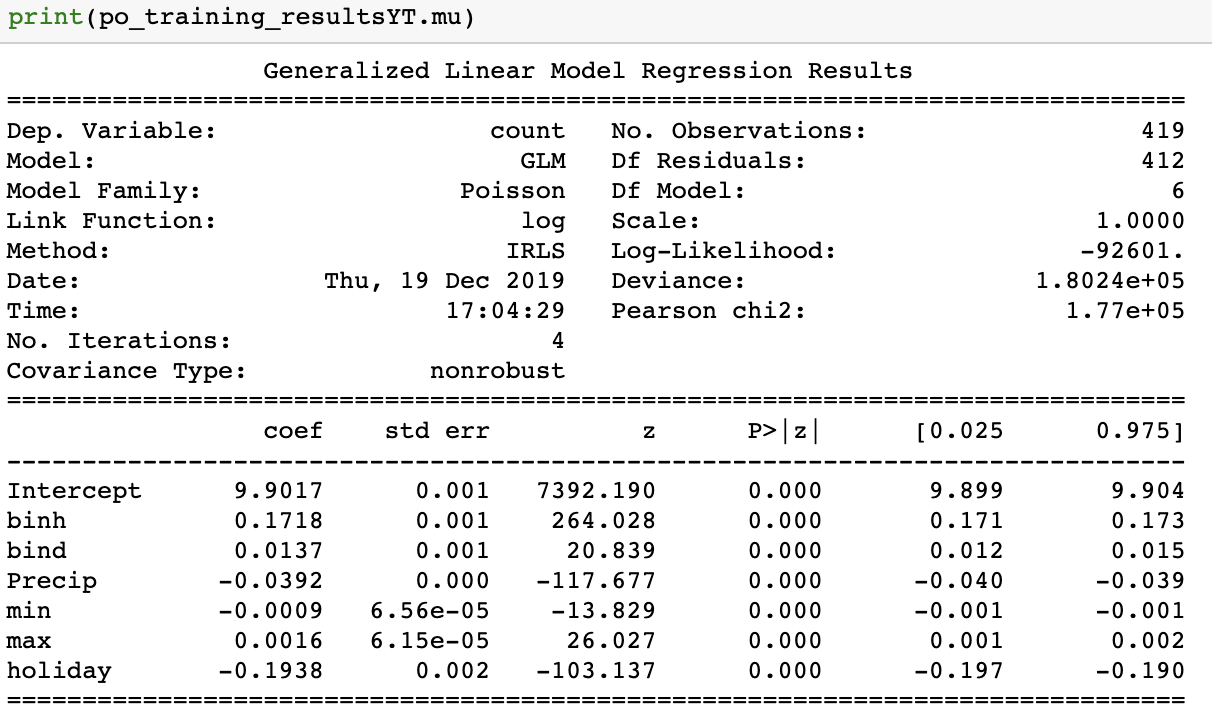 print(po_training_resultsYT.mu)
Generalized Linear Model Regression Results
==============================================================================
Dep. Variable: count No. Observations: 419
Model: GLM Df Residuals: 412
Model Family: Poisson Df Model: 6
Link Function: log Scale: 1.0000
Method: IRLS Log-Likelihood: -92601.
Date: Thu, 19 Dec 2019 Deviance: 1.8024e+05
Time: 17:04:29 Pearson chi2: 1.77e+05
No. Iterations: 4
Covariance Type: nonrobust
==============================================================================
coef std err z P>|z| [0.025 0.975]
------------------------------------------------------------------------------
Intercept 9.9017 0.001 7392.190 0.000 9.899 9.904
binh 0.1718 0.001 264.028 0.000 0.171 0.173
bind 0.0137 0.001 20.839 0.000 0.012 0.015
Precip -0.0392 0.000 -117.677 0.000 -0.040 -0.039
min -0.0009 6.56e-05 -13.829 0.000 -0.001 -0.001
max 0.0016 6.15e-05 26.027 0.000 0.001 0.002
holiday -0.1938 0.002 -103.137 0.000 -0.197 -0.190
==============================================================================